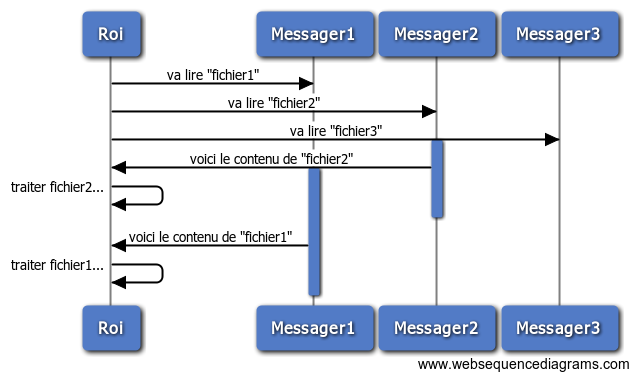 Roi
Messager1
Messager2
Messager3
va lire "fichier1"
va lire "fichier2"
va lire "fichier3"
voici le contenu de "fichier2"
traiter fichier2...
voici le contenu de "fichier1"
traiter fichier1...
Roi
Messager1
Messager2
Messager3
www.websequencediagrams.com